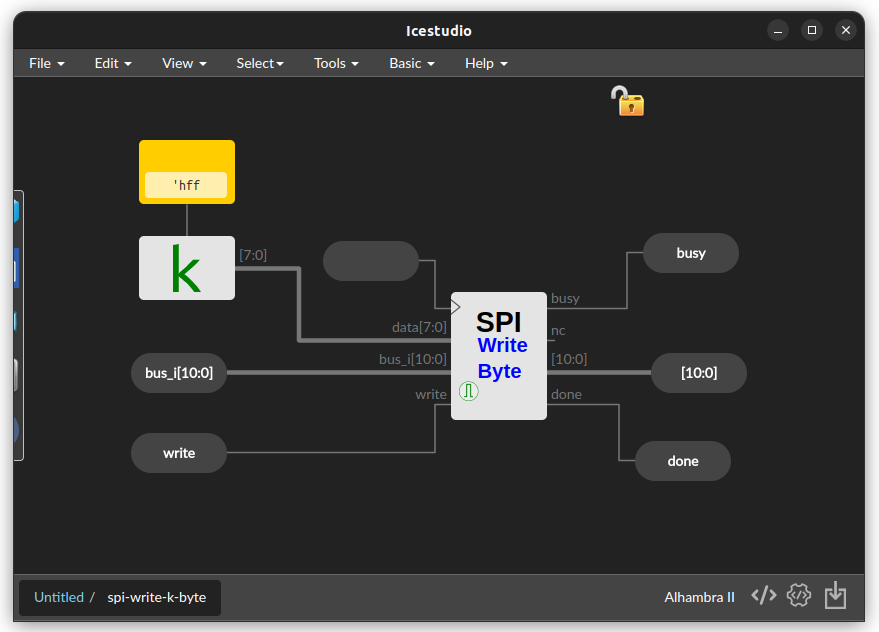 Icestudio
File Edit View Select Tools Basic Help
'hff
k
[7:0]
busy
busy
SPI
Write
Byte
data[7:0]
nc
bus_i[10:0]
bus_i[10:0]
[10:0]
[10:0]
write
done
write
done
Untitled / spi-write-k-byte
Alhambra II